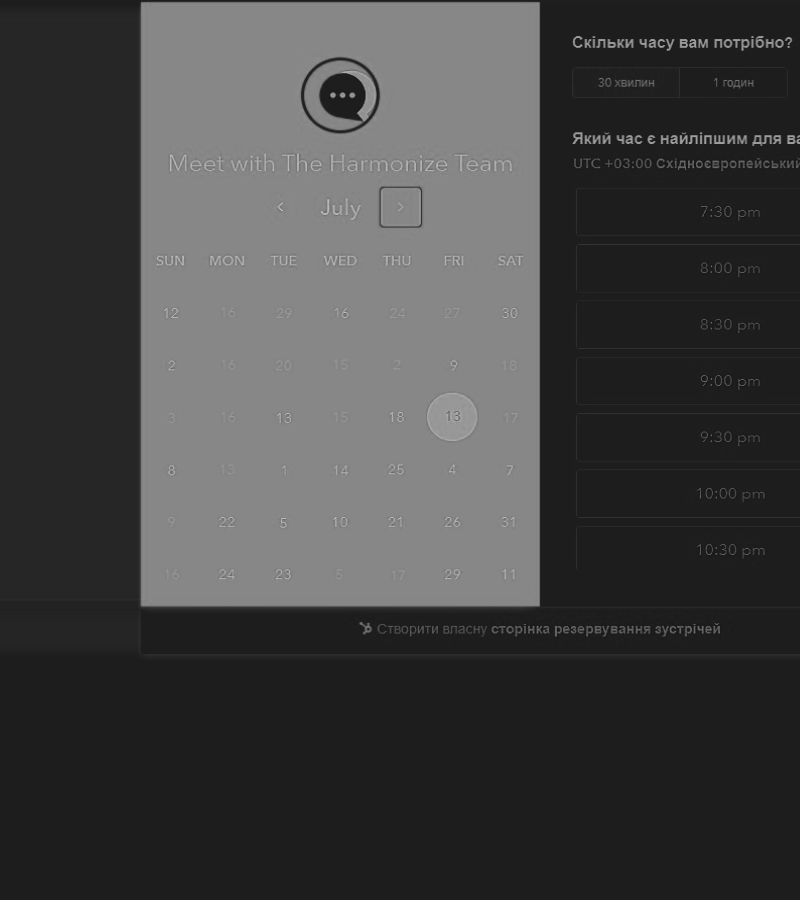 Meet with The Harmonize Team
July
SUN MON TUE WED THU FRI SAT
12 16 29 16 24 27 30
2 16 20 15 2 9 18
3 16 13 15 18 13 17
8 13 1 14 25 4 7
9 22 5 10 21 26 31
16 24 23 5 17 29 11
Скільки часу вам потрібно?
30 хвилин 1 годин
Який час є найліпшим для ва
UTC +03:00 Східноєвропейський
7:30 pm
8:00 pm
8:30 pm
9:00 pm
9:30 pm
10:00 pm
10:30 pm
Створити власну сторінка резервування зустрічей